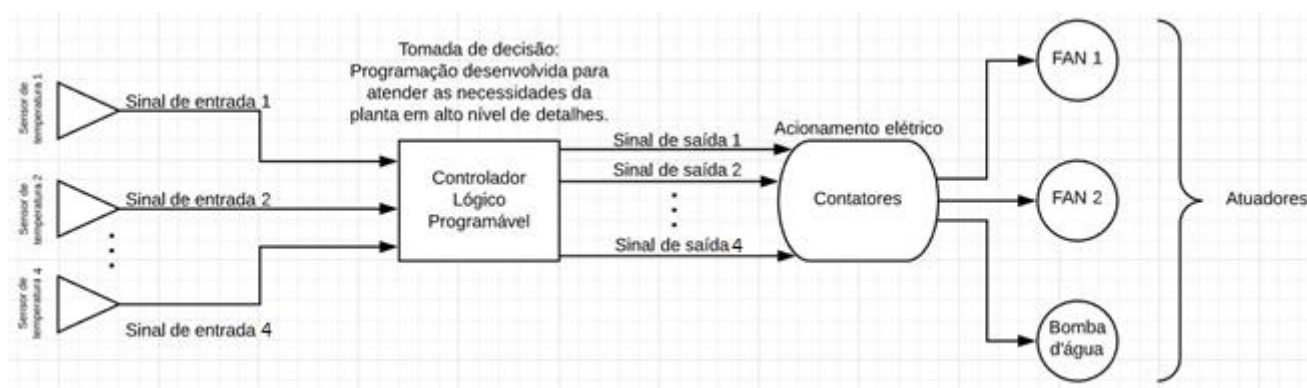 Tomada de decisão:
Programação desenvolvida para
atender as necessidades da
planta em alto nível de detalhes.
Sensor de
temperatura 1
Sinal de entrada 1
Sensor de
temperatura 2
Sinal de entrada 2
Sensor de
temperatura 4
Sinal de entrada 4
Controlador
Lógico
Programável
Sinal de saída 1
Sinal de saída 2
Sinal de saída 4
Acionamento elétrico
Contatores
FAN 1
FAN 2
Bomba
d'água
Atuadores